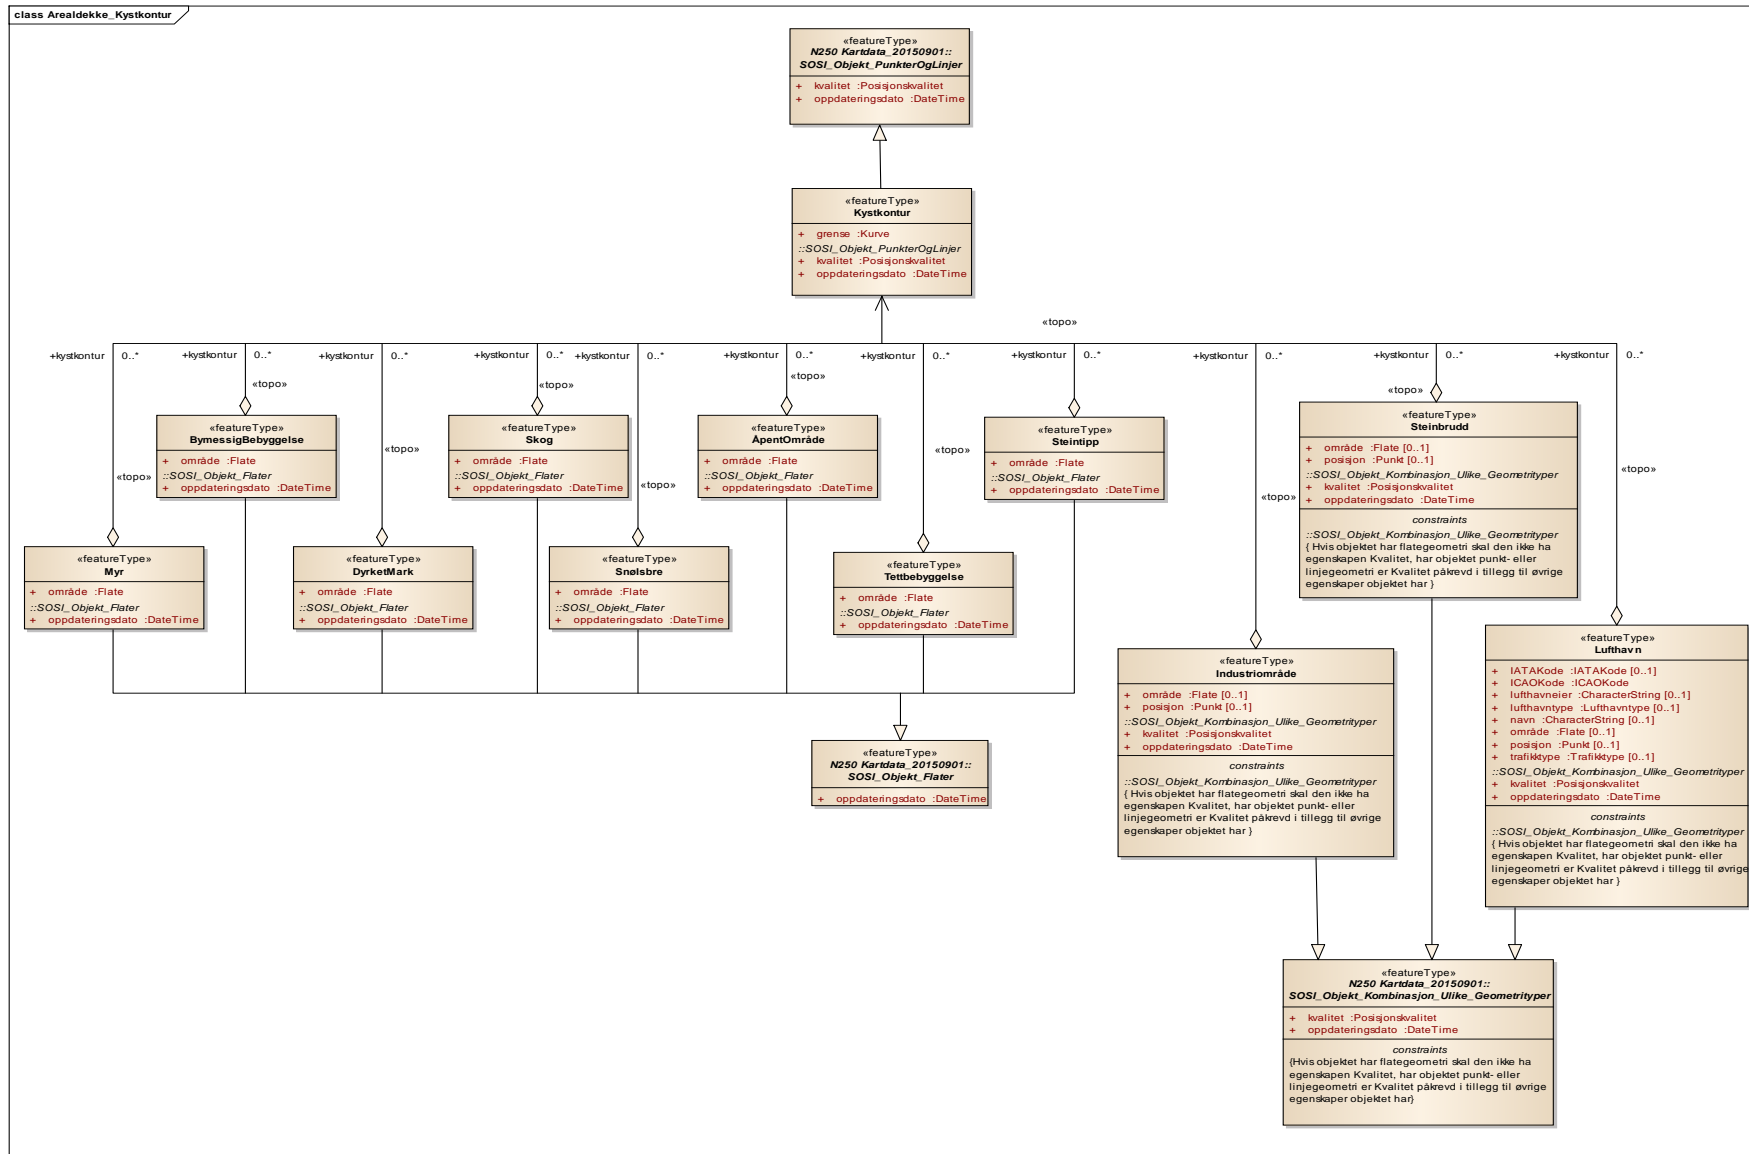 class Arealdekke_Kystkontur
«featureType»
N250 Kartdata_20150901::
SOSI_Objekt_PunkterOgLinjer
+ kvalitet :Posisjonskvalitet
+ oppdateringsdato :DateTime
«featureType»
Kystkontur
+ grense :Kurve
::SOSI_Objekt_PunkterOgLinjer
+ kvalitet :Posisjonskvalitet
+ oppdateringsdato :DateTime
«topo»
+kystkontur 0..*
+kystkontur 0..*
+kystkontur 0..*
+kystkontur 0..*
+kystkontur 0..*
+kystkontur 0..*
+kystkontur 0..*
+kystkontur 0..*
+kystkontur 0..*
+kystkontur 0..*
+kystkontur 0..*
«topo»
«topo»
«topo»
«topo»
«topo»
«topo»
«topo»
«topo»
«topo»
«topo»
«featureType»
BymessigBebyggelse
+ område :Flate
::SOSI_Objekt_Flater
+ oppdateringsdato :DateTime
«featureType»
Skog
+ område :Flate
::SOSI_Objekt_Flater
+ oppdateringsdato :DateTime
«featureType»
ÅpentOmråde
+ område :Flate
::SOSI_Objekt_Flater
+ oppdateringsdato :DateTime
«featureType»
Steintipp
+ område :Flate
::SOSI_Objekt_Flater
+ oppdateringsdato :DateTime
«featureType»
Steinbrudd
+ område :Flate [0..1]
+ posisjon :Punkt [0..1]
::SOSI_Objekt_Kombinasjon_Ulike_Geometrityper
+ kvalitet :Posisjonskvalitet
+ oppdateringsdato :DateTime
constraints
::SOSI_Objekt_Kombinasjon_Ulike_Geometrityper
{ Hvis objektet har flategeometri skal den ikke ha
egenskapen Kvalitet, har objektet punkt- eller
linjegeometri er Kvalitet påkrevd i tillegg til øvrige
egenskaper objektet har }
«featureType»
Myr
+ område :Flate
::SOSI_Objekt_Flater
+ oppdateringsdato :DateTime
«featureType»
DyrketMark
+ område :Flate
::SOSI_Objekt_Flater
+ oppdateringsdato :DateTime
«featureType»
SnøIsbre
+ område :Flate
::SOSI_Objekt_Flater
+ oppdateringsdato :DateTime
«featureType»
Tettbebyggelse
+ område :Flate
::SOSI_Objekt_Flater
+ oppdateringsdato :DateTime
«featureType»
Industriområde
+ område :Flate [0..1]
+ posisjon :Punkt [0..1]
::SOSI_Objekt_Kombinasjon_Ulike_Geometrityper
+ kvalitet :Posisjonskvalitet
+ oppdateringsdato :DateTime
constraints
::SOSI_Objekt_Kombinasjon_Ulike_Geometrityper
{ Hvis objektet har flategeometri skal den ikke ha
egenskapen Kvalitet, har objektet punkt- eller
linjegeometri er Kvalitet påkrevd i tillegg til øvrige
egenskaper objektet har }
«featureType»
Lufthavn
+ IATAKode :IATAKode [0..1]
+ ICAOKode :ICAOKode
+ lufthavneier :CharacterString [0..1]
+ lufthavntype :Lufthavntype [0..1]
+ navn :CharacterString [0..1]
+ område :Flate [0..1]
+ posisjon :Punkt [0..1]
+ trafikktype :Trafikktype [0..1]
::SOSI_Objekt_Kombinasjon_Ulike_Geometrityper
+ kvalitet :Posisjonskvalitet
+ oppdateringsdato :DateTime
constraints
::SOSI_Objekt_Kombinasjon_Ulike_Geometrityper
{ Hvis objektet har flategeometri skal den ikke ha
egenskapen Kvalitet, har objektet punkt- eller
linjegeometri er Kvalitet påkrevd i tillegg til øvrige
egenskaper objektet har }
«featureType»
N250 Kartdata_20150901::
SOSI_Objekt_Flater
+ oppdateringsdato :DateTime
«featureType»
N250 Kartdata_20150901::
SOSI_Objekt_Kombinasjon_Ulike_Geometrityper
+ kvalitet :Posisjonskvalitet
+ oppdateringsdato :DateTime
constraints
{Hvis objektet har flategeometri skal den ikke ha
egenskapen Kvalitet, har objektet punkt- eller
linjegeometri er Kvalitet påkrevd i tillegg til øvrige
egenskaper objektet har}